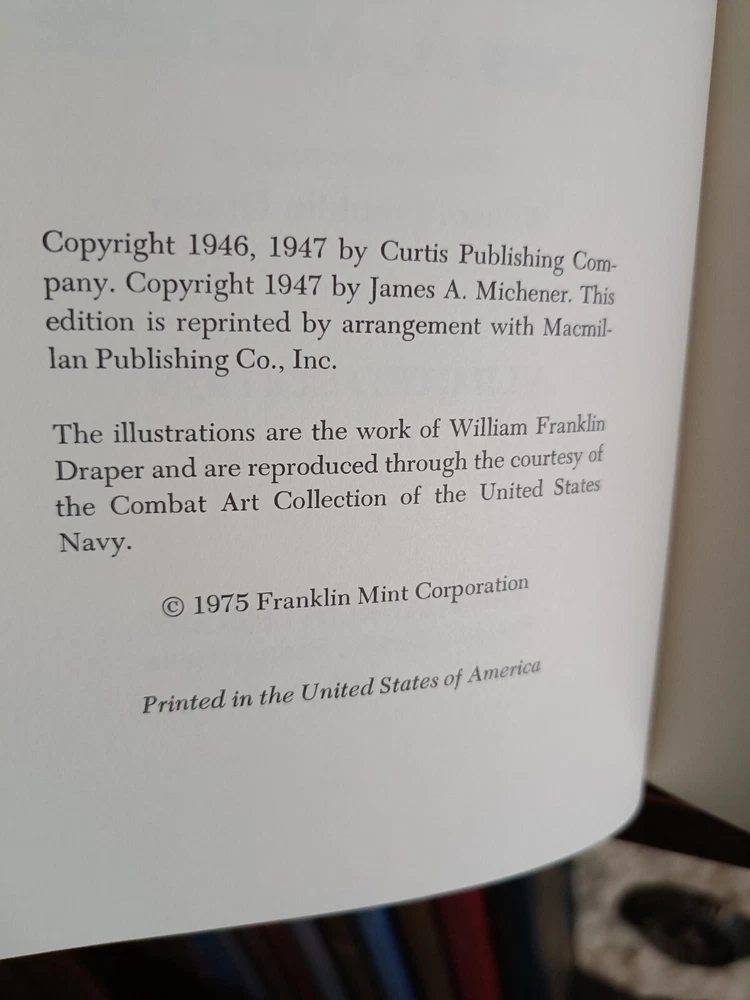 Copyright 1946, 1947 by Curtis Publishing Com-
pany. Copyright 1947 by James A. Michener. This
edition is reprinted by arrangement with Macmil-
lan Publishing Co., Inc.
The illustrations are the work of William Franklin
Draper and are reproduced through the courtesy of
the Combat Art Collection of the United States
Navy.
© 1975 Franklin Mint Corporation
Printed in the United States of America